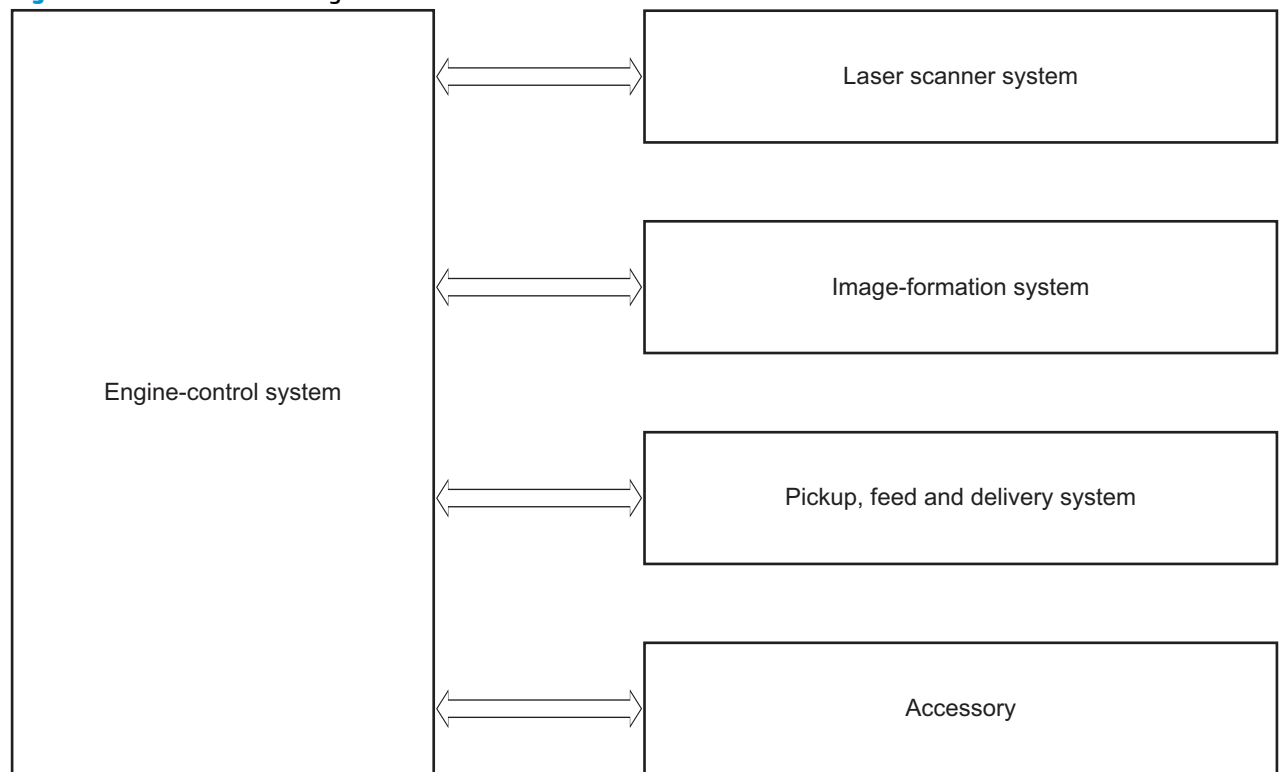 Engine-control system
Laser scanner system
Image-formation system
Pickup, feed and delivery system
Accessory